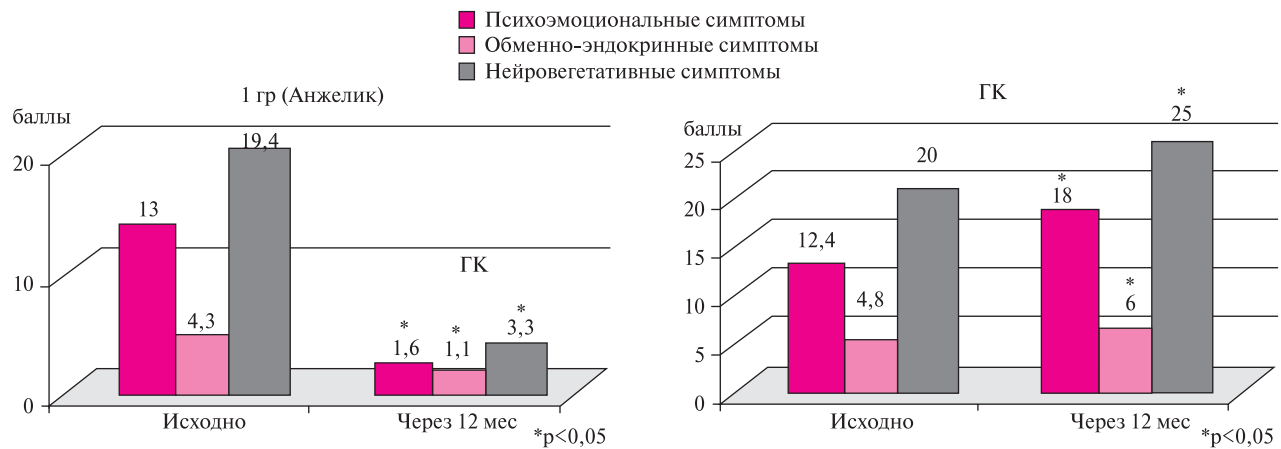 Психоэмоциональные симптомы
Обменно-эндокринные симптомы
Нейровегетативные симптомы
1 гр (Анжелик)
баллы
20
10
0
13
4,3
19,4
ГК
*
1,6
*
1,1
*
3,3
Исходно
Через 12 мес
*p<0,05
ГК
баллы
25
20
15
10
5
0
12,4
4,8
20
*
18
*
6
*
25
Исходно
Через 12 мес
*p<0,05